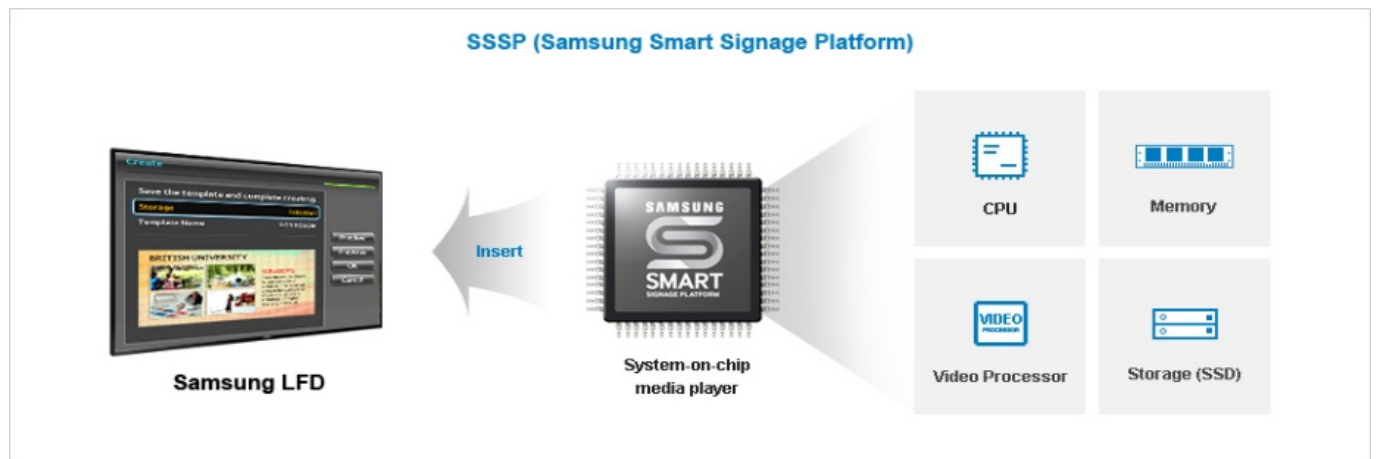 SSSP (Samsung Smart Signage Platform)
Create
Save the template and complete creating.
Storage
Internal
Template Name
BRITISH UNIVERSITY
Insert
SAMSUNG
SMART
SIGNAGE PLATFORM
CPU
Memory
VIDEO
PROCESSOR
Video Processor
Storage (SSD)
System-on-chip
media player
Samsung LFD